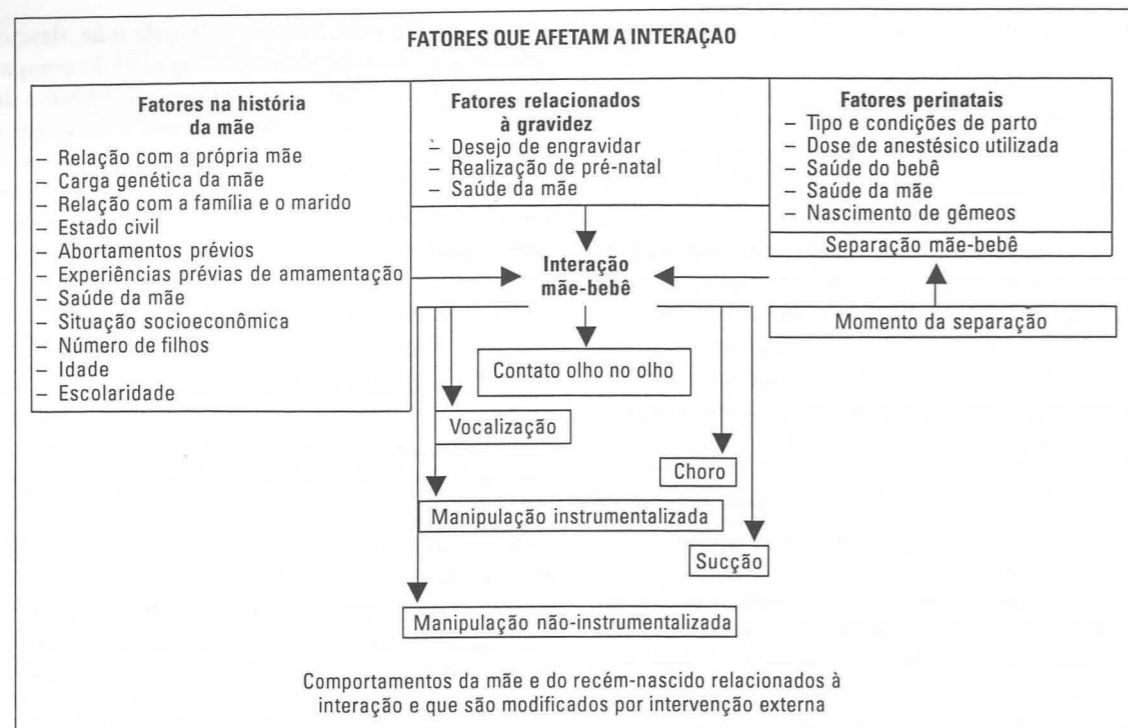 FATORES QUE AFETAM A INTERAÇAO
Fatores na história
da mãe
– Relação com a própria mãe
– Carga genética da mãe
– Relação com a família e o marido
– Estado civil
– Abortamentos prévios
– Experiências prévias de amamentação
– Saúde da mãe
– Situação socioeconômica
– Número de filhos
– Idade
– Escolaridade
Fatores relacionados
à gravidez
– Desejo de engravidar
– Realização de pré-natal
– Saúde da mãe
Fatores perinatais
– Tipo e condições de parto
– Dose de anestésico utilizada
– Saúde do bebê
– Saúde da mãe
– Nascimento de gêmeos
Separação mãe-bebê
Momento da separação
Interação
mãe-bebê
Contato olho no olho
Vocalização
Choro
Manipulação instrumentalizada
Sucção
Manipulação não-instrumentalizada
Comportamentos da mãe e do recém-nascido relacionados à
interação e que são modificados por intervenção externa